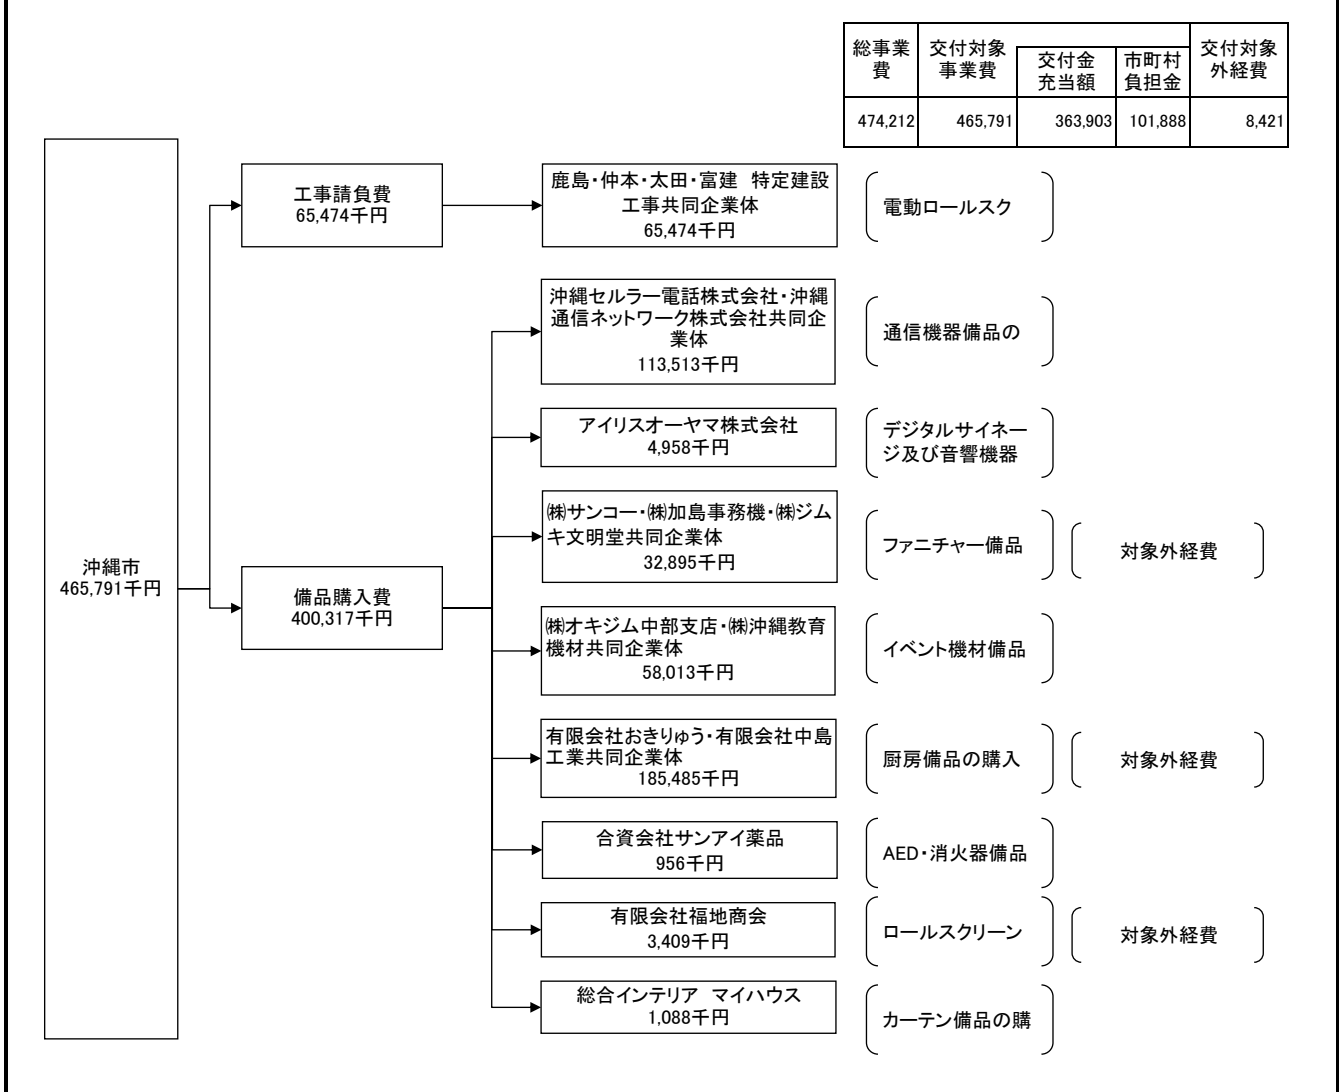 総事業
費
交付対象
事業費
交付金
充当額
市町村
負担金
交付対象
外経費
474,212
465,791
363,903
101,888
8,421
沖縄市
465,791千円
工事請負費
65,474千円
鹿島・仲本・太田・富建　特定建設
工事共同企業体
65,474千円
電動ロールスク
備品購入費
400,317千円
沖縄セルラー電話株式会社・沖縄
通信ネットワーク株式会社共同企
業体
113,513千円
通信機器備品の
アイリスオーヤマ株式会社
4,958千円
デジタルサイネー
ジ及び音響機器
㈱サンコー・㈱加島事務機・㈱ジム
キ文明堂共同企業体
32,895千円
ファニチャー備品
対象外経費
㈱オキジム中部支店・㈱沖縄教育
機材共同企業体
58,013千円
イベント機材備品
有限会社おきりゅう・有限会社中島
工業共同企業体
185,485千円
厨房備品の購入
対象外経費
合資会社サンアイ薬品
956千円
AED・消火器備品
有限会社福地商会
3,409千円
ロールスクリーン
対象外経費
総合インテリア　マイハウス
1,088千円
カーテン備品の購